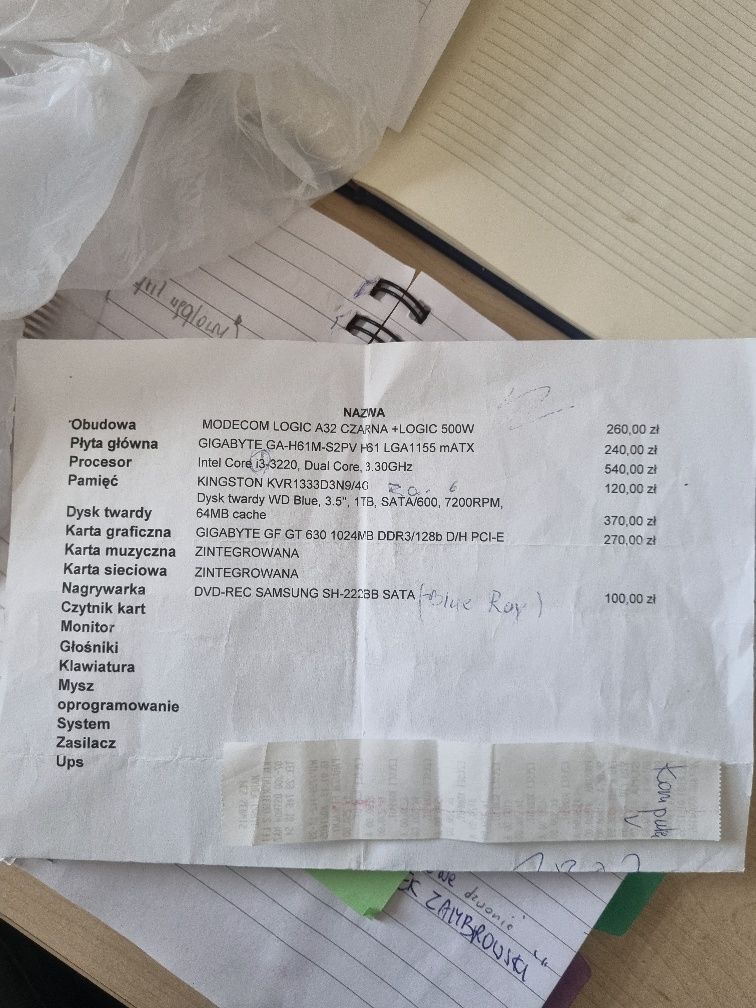 NAZWA
Obudowa MODECOM LOGIC A32 CZARNA +LOGIC 500W 260,00 zł
Płyta główna GIGABYTE GA-H61M-S2PV H61 LGA1155 mATX 240,00 zł
Procesor Intel Core i3-3220, Dual Core, 3.30GHz 540,00 zł
Pamięć KINGSTON KVR1333D3N9/4G 120,00 zł
Dysk twardy Dysk twardy WD Blue, 3.5", 1TB, SATA/600, 7200RPM,
64MB cache 370,00 zł
Karta graficzna GIGABYTE GF GT 630 1024MB DDR3/128b D/H PCI-E 270,00 zł
Karta muzyczna ZINTEGROWANA
Karta sieciowa ZINTEGROWANA
Nagrywarka DVD-REC SAMSUNG SH-222BB SATA (Blue Ray) 100,00 zł
Czytnik kart
Monitor
Głośniki
Klawiatura
Mysz
oprogramowanie
System
Zasilacz
Ups
dzwonić
ZAMBROWSKI